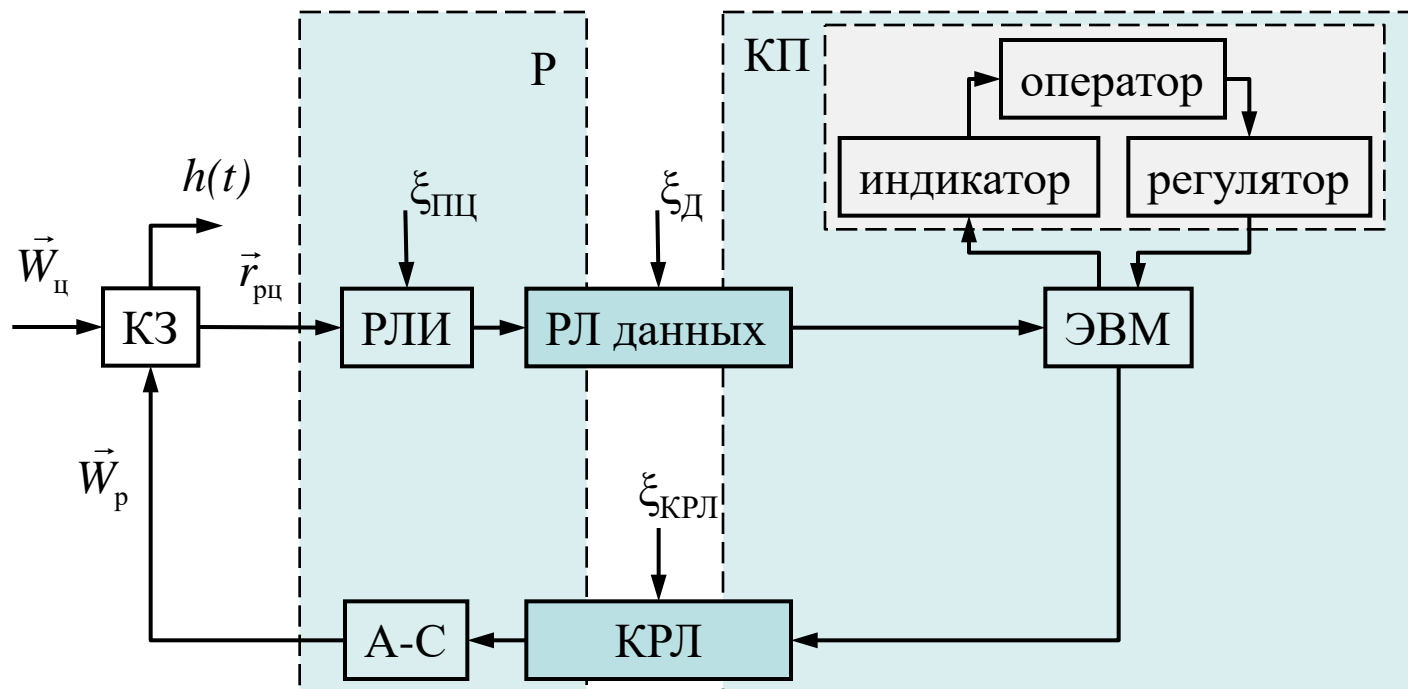 Р
КП
оператор
индикатор
регулятор
h(t)
ξПЦ
ξД
W⃗ц
r⃗рц
КЗ
РЛИ
РЛ данных
ЭВМ
W⃗р
ξКРЛ
А-С
КРЛ